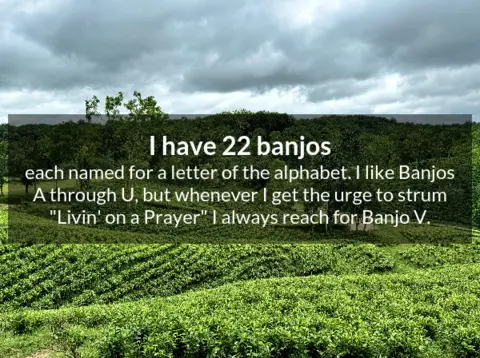 I have 22 banjos
each named for a letter of the alphabet. I like Banjos
A through U, but whenever I get the urge to strum
"Livin' on a Prayer" I always reach for Banjo V.